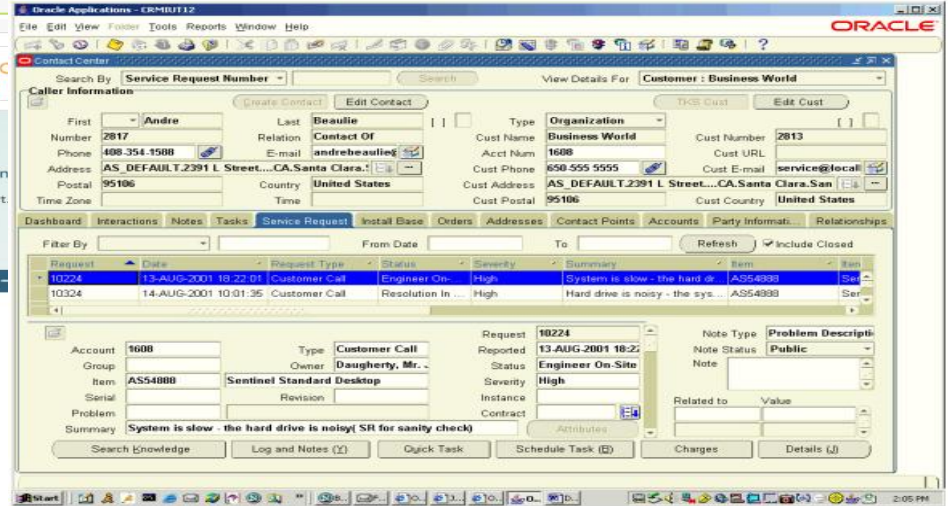 Oracle Applications - CRMIUT12
File Edit View Folder Tools Reports Window Help
ORACLE
Contact Center
Search By Service Request Number Search View Details For Customer : Business World
Caller Information
Create Contact Edit Contact TKS Cust Edit Cust
First Andre Last Beaulie [ ] Type Organization [ ]
Number 2817 Relation Contact Of Cust Name Business World Cust Number 2813
Phone 408-354-1588 E-mail andrebeaulie@ Acct Num 1608 Cust URL
Address AS_DEFAULT.2391 L Street....CA.Santa Clara. Cust Phone 650 555 5555 Cust E-mail service@locall
Postal 95106 Country United States Cust Address AS_DEFAULT.2391 L Street....CA.Santa Clara.San
Time Zone Time Cust Postal 95106 Cust Country United States
Dashboard Interactions Notes Tasks Service Request Install Base Orders Addresses Contact Points Accounts Party Informati... Relationships
Filter By From Date To Refresh Include Closed
Request Date Request Type Status Severity Summary Item Iten
10224 13-AUG-2001 18:22:01 Customer Call Engineer On-... High System is slow - the hard dr... AS54888 Ser
10324 14-AUG-2001 10:01:35 Customer Call Resolution In ... High Hard drive is noisy - the sys... AS54888 Ser
Request 10224 Note Type Problem Descripti
Account 1608 Type Customer Call Reported 13-AUG-2001 18:22 Note Status Public
Group Owner Daugherty, Mr. Status Engineer On-Site Note
Item AS54888 Sentinel Standard Desktop Severity High
Serial Revision Instance Related to Value
Problem Contract
Summary System is slow - the hard drive is noisy( SR for sanity check) Attributes
Search Knowledge Log and Notes (Y) Quick Task Schedule Task (B) Charges Details (J)
Start 2:05 PM